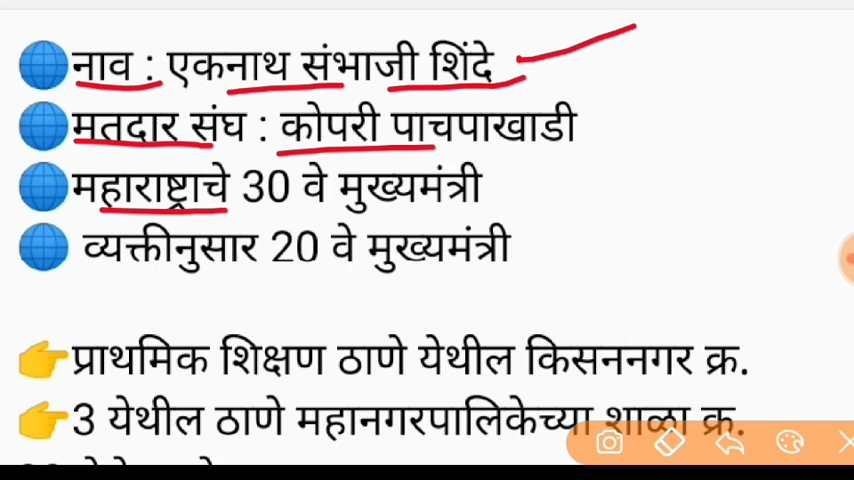 नाव : एकनाथ संभाजी शिंदे
मतदार संघ : कोपरी पाचपाखाडी
महाराष्ट्राचे 30 वे मुख्यमंत्री
व्यक्तीनुसार 20 वे मुख्यमंत्री
प्राथमिक शिक्षण ठाणे येथील किसननगर क्र.
3 येथील ठाणे महानगरपालिकेच्या शाळा क्र.